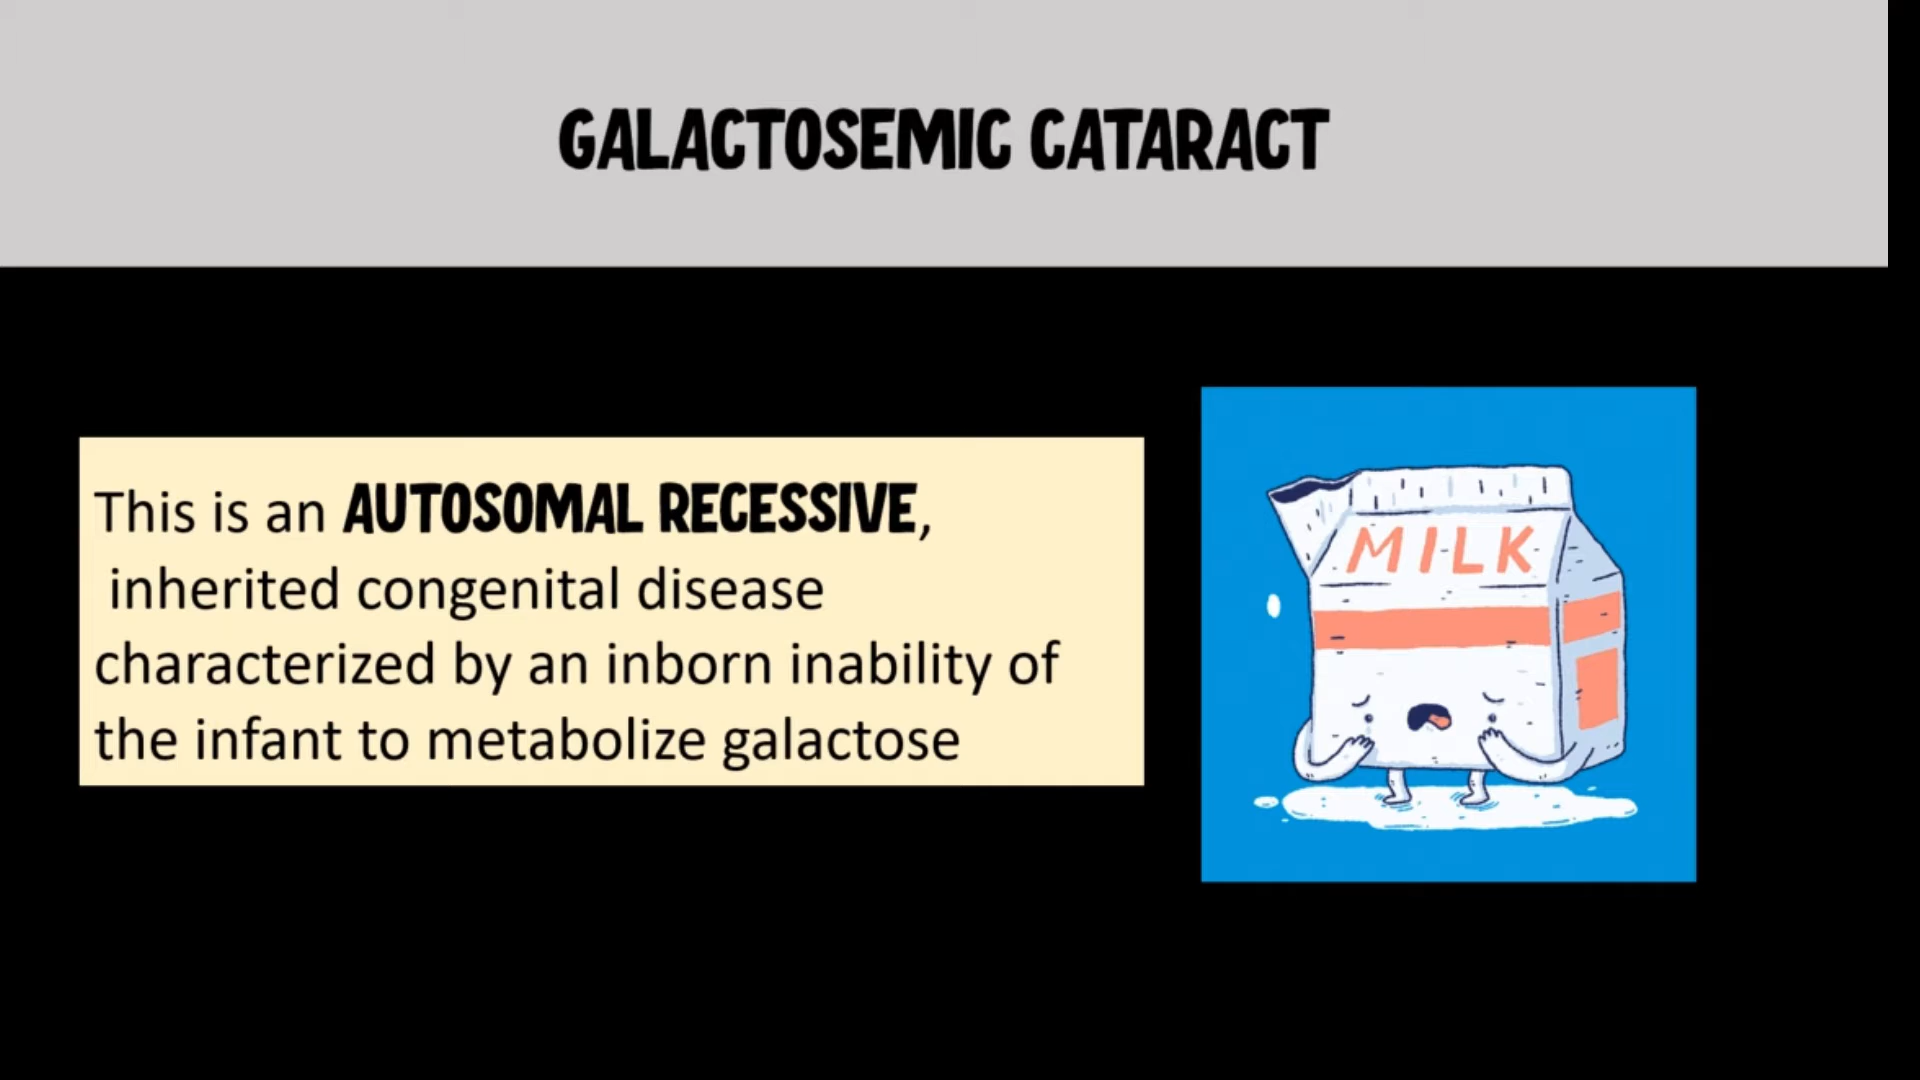 GALACTOSEMIC CATARACT
This is an AUTOSOMAL RECESSIVE,
inherited congenital disease
characterized by an inborn inability of
the infant to metabolize galactose
MILK